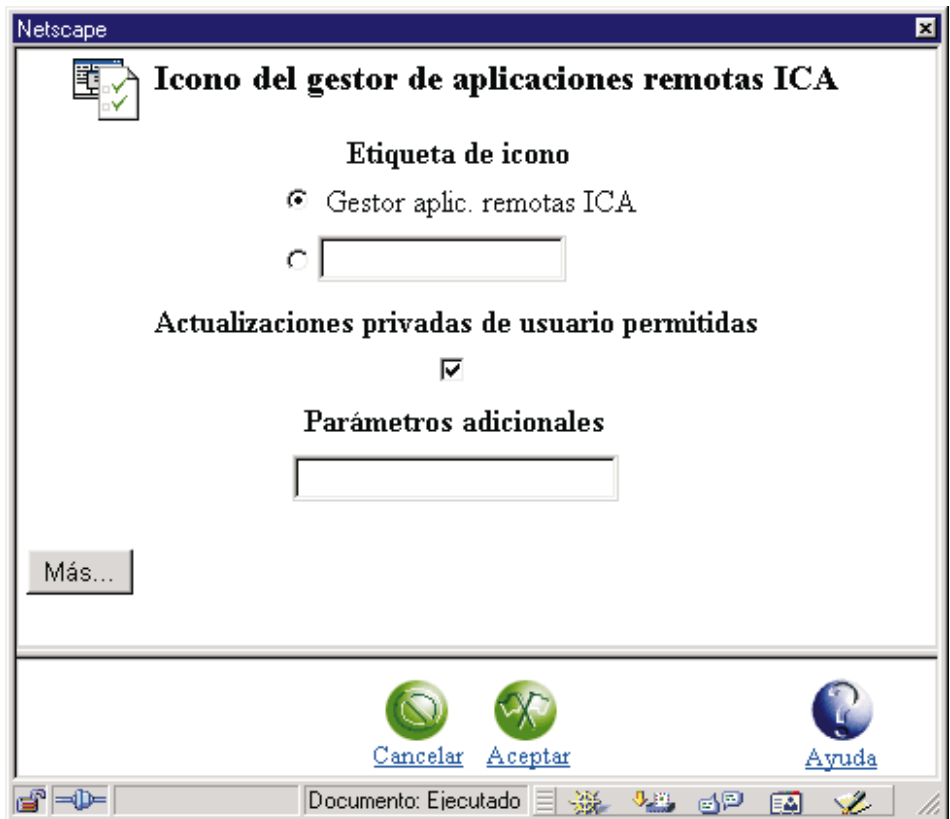 Netscape
Icono del gestor de aplicaciones remotas ICA
Etiqueta de icono
Gestor aplic. remotas ICA
Actualizaciones privadas de usuario permitidas
Parámetros adicionales
Más...
Cancelar Aceptar Ayuda
Documento: Ejecutado